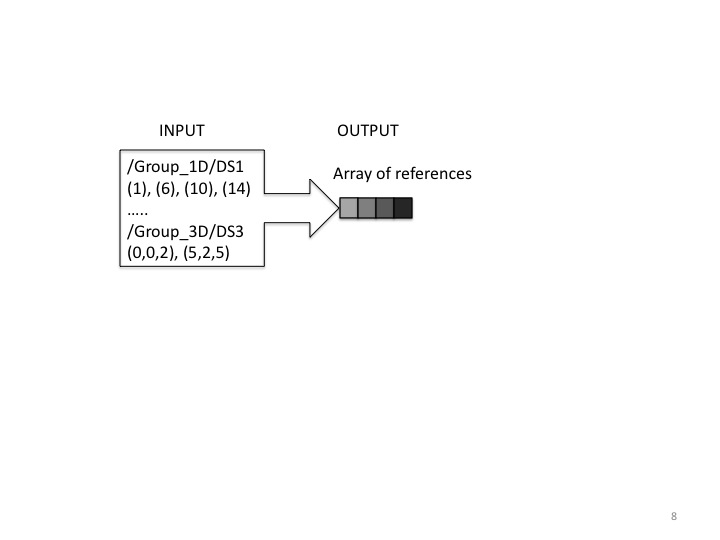 INPUT
OUTPUT
/Group_1D/DS1
(1), (6), (10), (14)
…..
/Group_3D/DS3
(0,0,2), (5,2,5)
Array of references
8